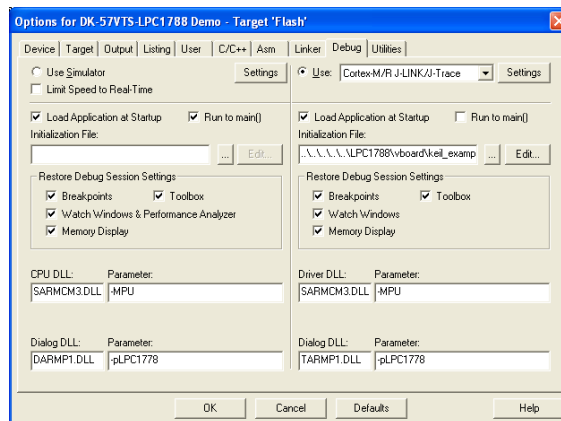 Options for DK-57VTS-LPC1788 Demo - Target 'Flash'
Device Target Output Listing User C/C++ Asm Linker Debug Utilities
Use Simulator Settings
Limit Speed to Real-Time
Use: Cortex-M/R J-LINK/J-Trace Settings
Load Application at Startup Run to main()
Initialization File:
... Edit...
Load Application at Startup Run to main()
Initialization File:
..\..\..\..\..\LPC1788\vboard\keil_examp ... Edit...
Restore Debug Session Settings
Breakpoints Toolbox
Watch Windows & Performance Analyzer
Memory Display
Restore Debug Session Settings
Breakpoints Toolbox
Watch Windows
Memory Display
CPU DLL: Parameter:
SARMCM3.DLL -MPU
Driver DLL: Parameter:
SARMCM3.DLL -MPU
Dialog DLL: Parameter:
DARMP1.DLL -pLPC1778
Dialog DLL: Parameter:
TARMP1.DLL -pLPC1778
OK Cancel Defaults Help